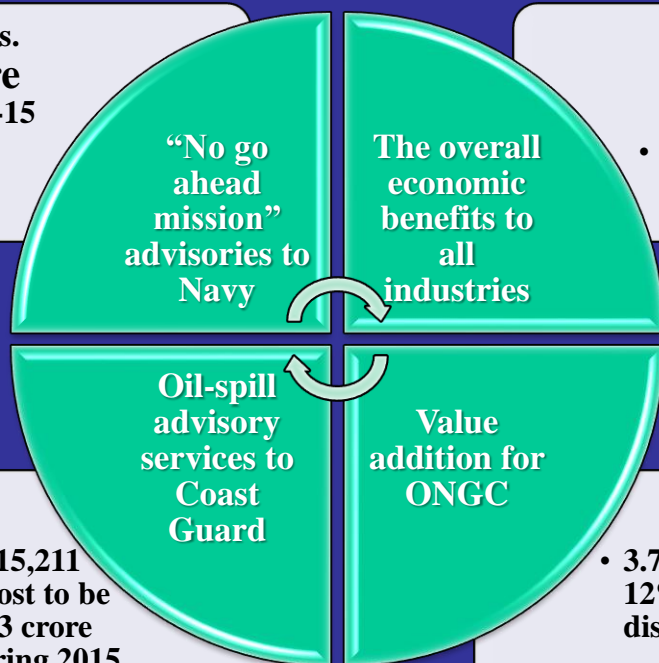 s.
re
-15
“No go
ahead
mission”
advisories to
Navy
The overall
economic
benefits to
all
industries
•
Oil-spill
advisory
services to
Coast
Guard
Value
addition for
ONGC
15,211
ost to be
3 crore
ring 2015
• 3.7
12
dis